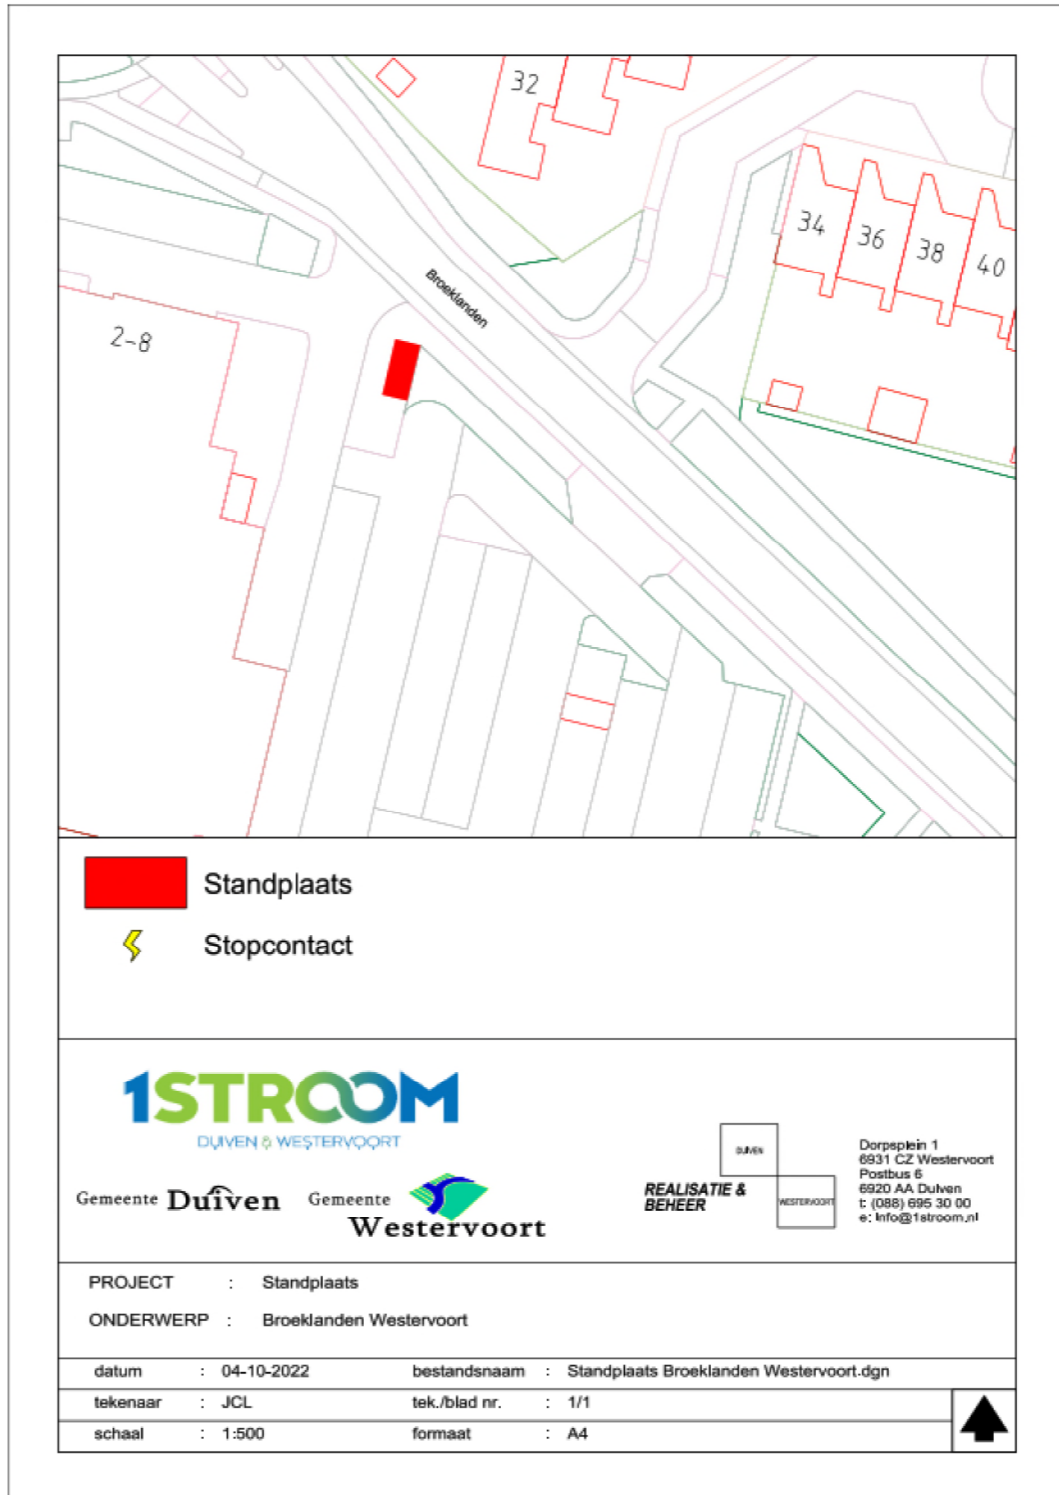 32
34
36
38
40
Broeklanden
2-8
Standplaats
Stopcontact
1STROOM
DUIVEN & WESTERVOORT
Gemeente Duiven
Gemeente Westervoort
REALISATIE &
BEHEER
DUIVEN
WESTERVOORT
Dorpsplein 1
6931 CZ Westervoort
Postbus 6
6920 AA Duiven
t: (088) 695 30 00
e: info@1stroom.nl
PROJECT : Standplaats
ONDERWERP : Broeklanden Westervoort
datum : 04-10-2022 bestandsnaam : Standplaats Broeklanden Westervoort.dgn
tekenaar : JCL tek./blad nr. : 1/1
schaal : 1:500 formaat : A4